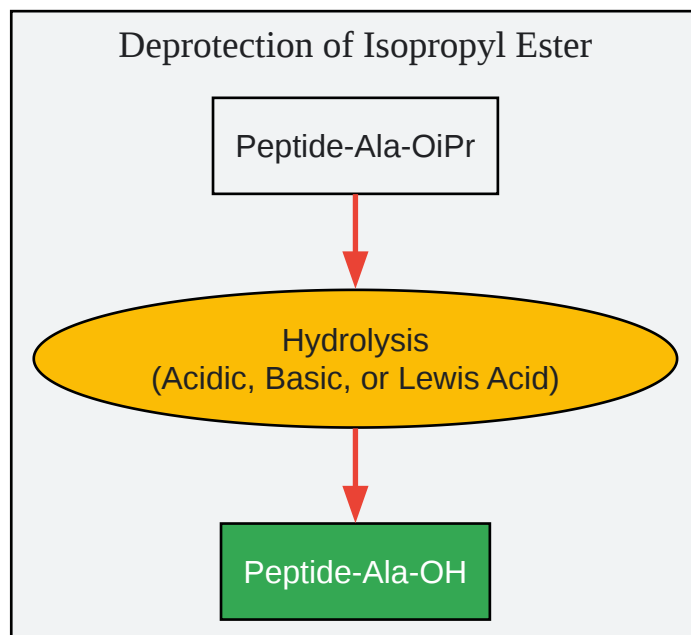 Deprotection of Isopropyl Ester
Peptide-Ala-OiPr
Hydrolysis
(Acidic, Basic, or Lewis Acid)
Peptide-Ala-OH